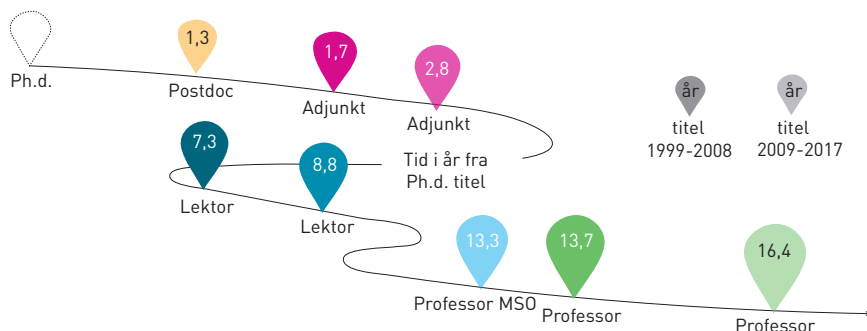 Ph.d.
1,3
Postdoc
1,7
Adjunkt
2,8
Adjunkt
år
titel
1999-2008
år
titel
2009-2017
7,3
Lektor
8,8
Lektor
Tid i år fra
Ph.d. titel
13,3
Professor MSO
13,7
Professor
16,4
Professor